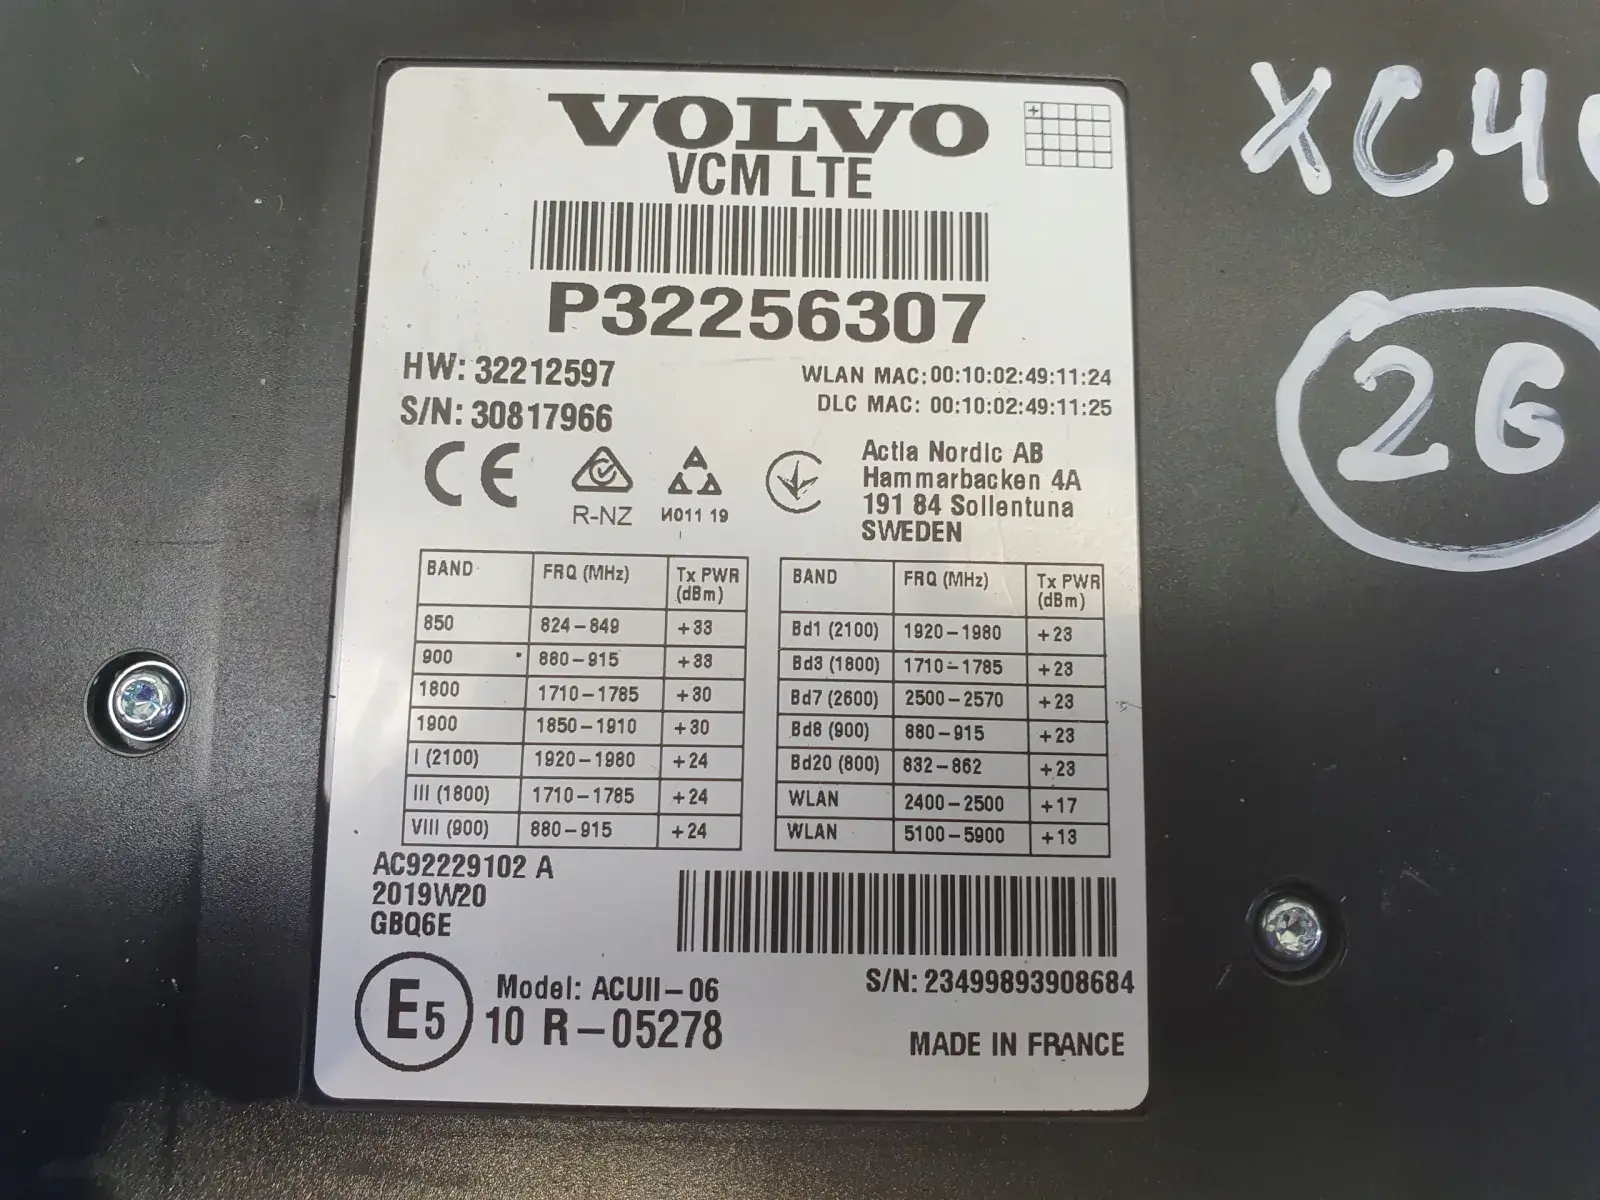 VOLVO
VCM LTE
P32256307
HW: 32212597
S/N: 30817966
WLAN MAC:00:10:02:49:11:24
DLC MAC: 00:10:02:49:11:25
CE
R-NZ
И011 19
Actia Nordic AB
Hammarbacken 4A
191 84 Sollentuna
SWEDEN
BAND FRQ (MHz) Tx PWR (dBm)
850 824-849 +33
900 880-915 +33
1800 1710-1785 +30
1900 1850-1910 +30
I (2100) 1920-1980 +24
III (1800) 1710-1785 +24
VIII (900) 880-915 +24
BAND FRQ (MHz) Tx PWR (dBm)
Bd1 (2100) 1920-1980 +23
Bd3 (1800) 1710-1785 +23
Bd7 (2600) 2500-2570 +23
Bd8 (900) 880-915 +23
Bd20 (800) 832-862 +23
WLAN 2400-2500 +17
WLAN 5100-5900 +13
AC92229102 A
2019W20
GBQ6E
E5
Model: ACUII-06
10 R-05278
S/N: 23499893908684
MADE IN FRANCE